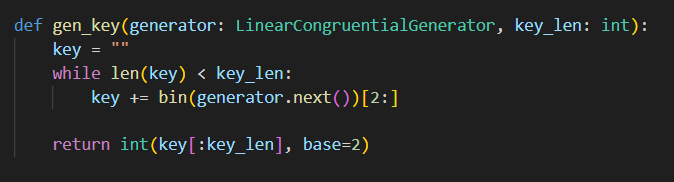 def gen_key(generator: LinearCongruentialGenerator, key_len: int):
    key = ""
    while len(key) < key_len:
        key += bin(generator.next())[2:]

    return int(key[:key_len], base=2)